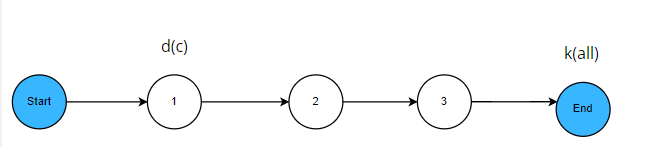 d(c)
k(all)
Start
1
2
3
End